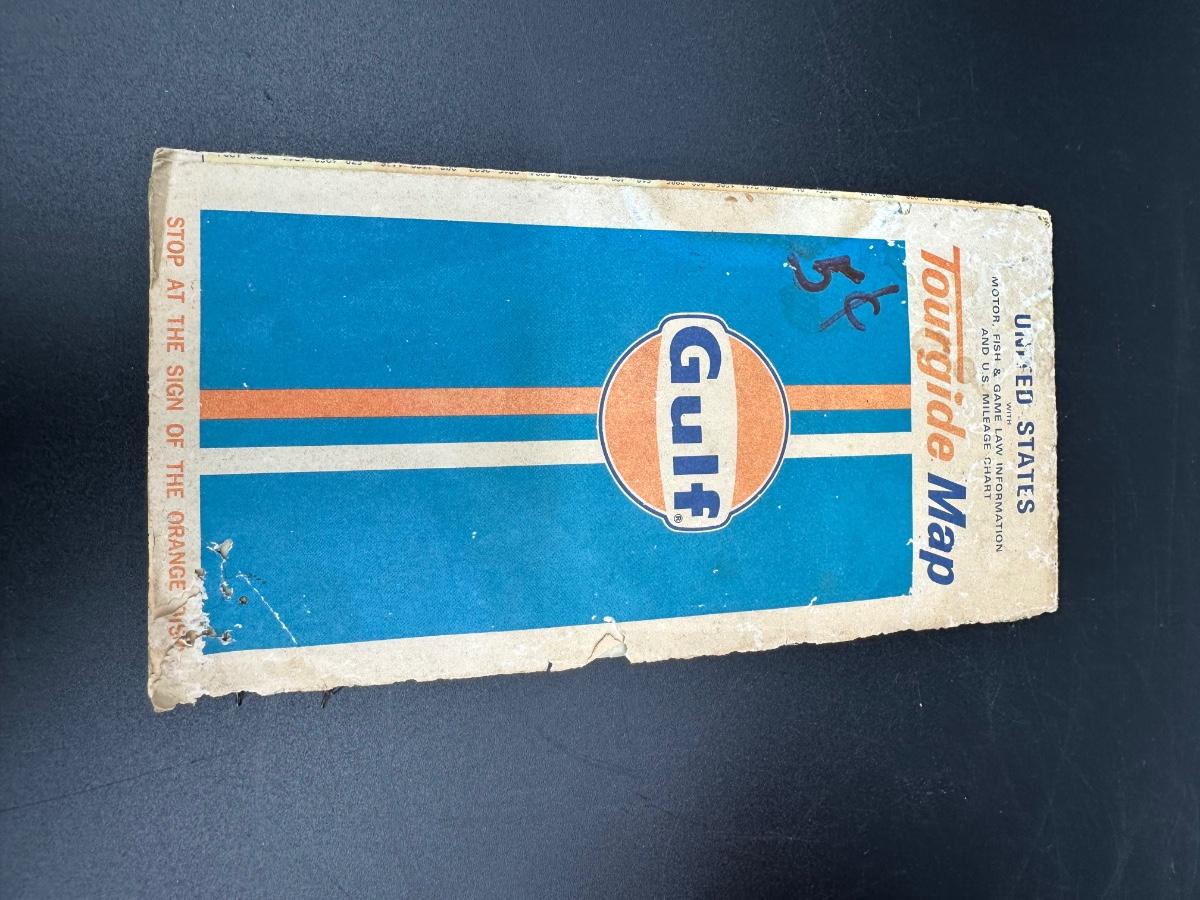 UNITED STATES
WITH
MOTOR, FISH & GAME LAW INFORMATION
AND U.S. MILEAGE CHART
Tourgide Map
5¢
Gulf®
STOP AT THE SIGN OF THE ORANGE DISC